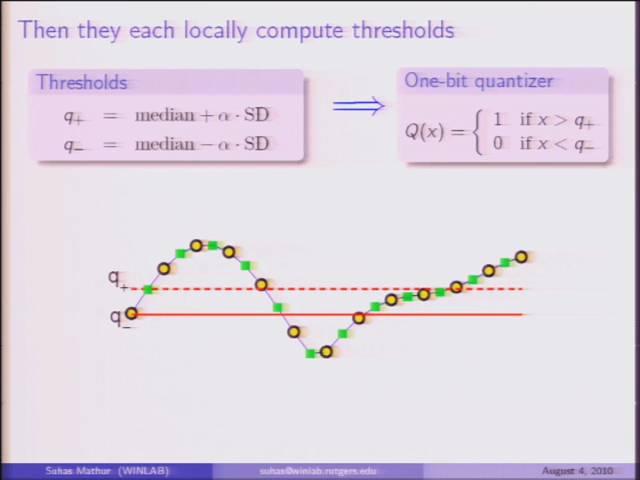 Then they each locally compute thresholds
Thresholds
q₊ = median + α · SD
q₋ = median − α · SD
One-bit quantizer
Q(x) = { 1 if x > q₊
0 if x < q₋
q₊
q₋
Suhas Mathur (WINLAB)
suhas@winlab.rutgers.edu
August 4, 2010